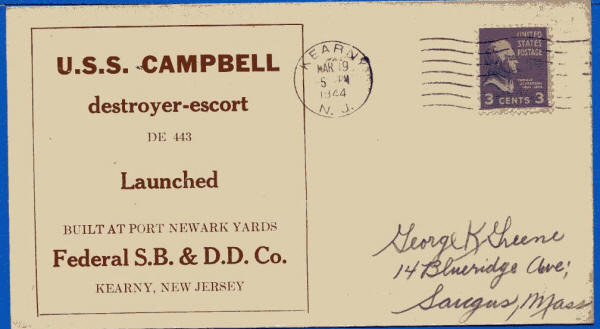 U.S.S. CAMPBELL
destroyer-escort
DE 443
Launched
BUILT AT PORT NEWARK YARDS
Federal S.B. & D.D. Co.
KEARNY, NEW JERSEY
KEARNY
MAR 19
5 PM
1944
N. J.
UNITED
STATES
POSTAGE
3 CENTS 3
George K Greene
14 Blueridge Ave;
Saugus, Mass